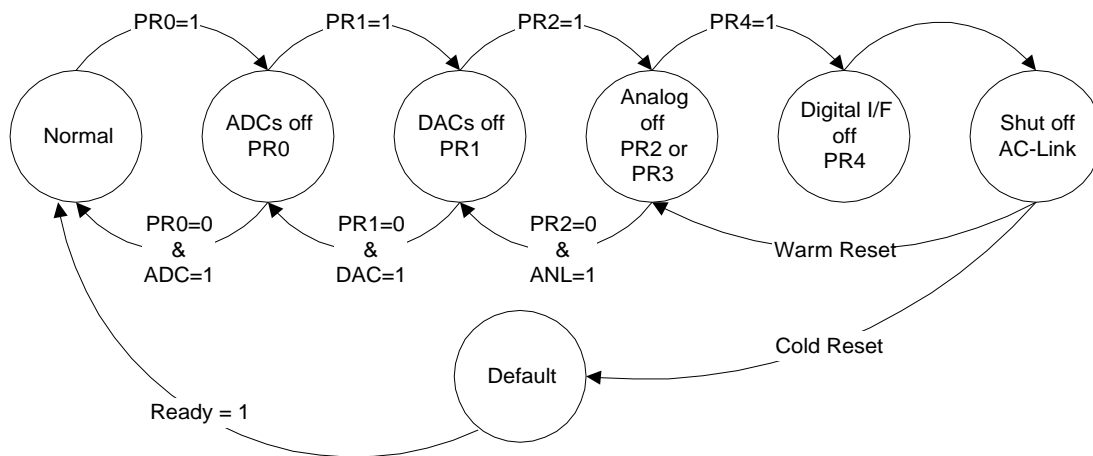 PR0=1
PR1=1
PR2=1
PR4=1
Normal
ADCs off
PR0
DACs off
PR1
Analog
off
PR2 or
PR3
Digital I/F
off
PR4
Shut off
AC-Link
PR0=0
&
ADC=1
PR1=0
&
DAC=1
PR2=0
&
ANL=1
Warm Reset
Cold Reset
Default
Ready = 1